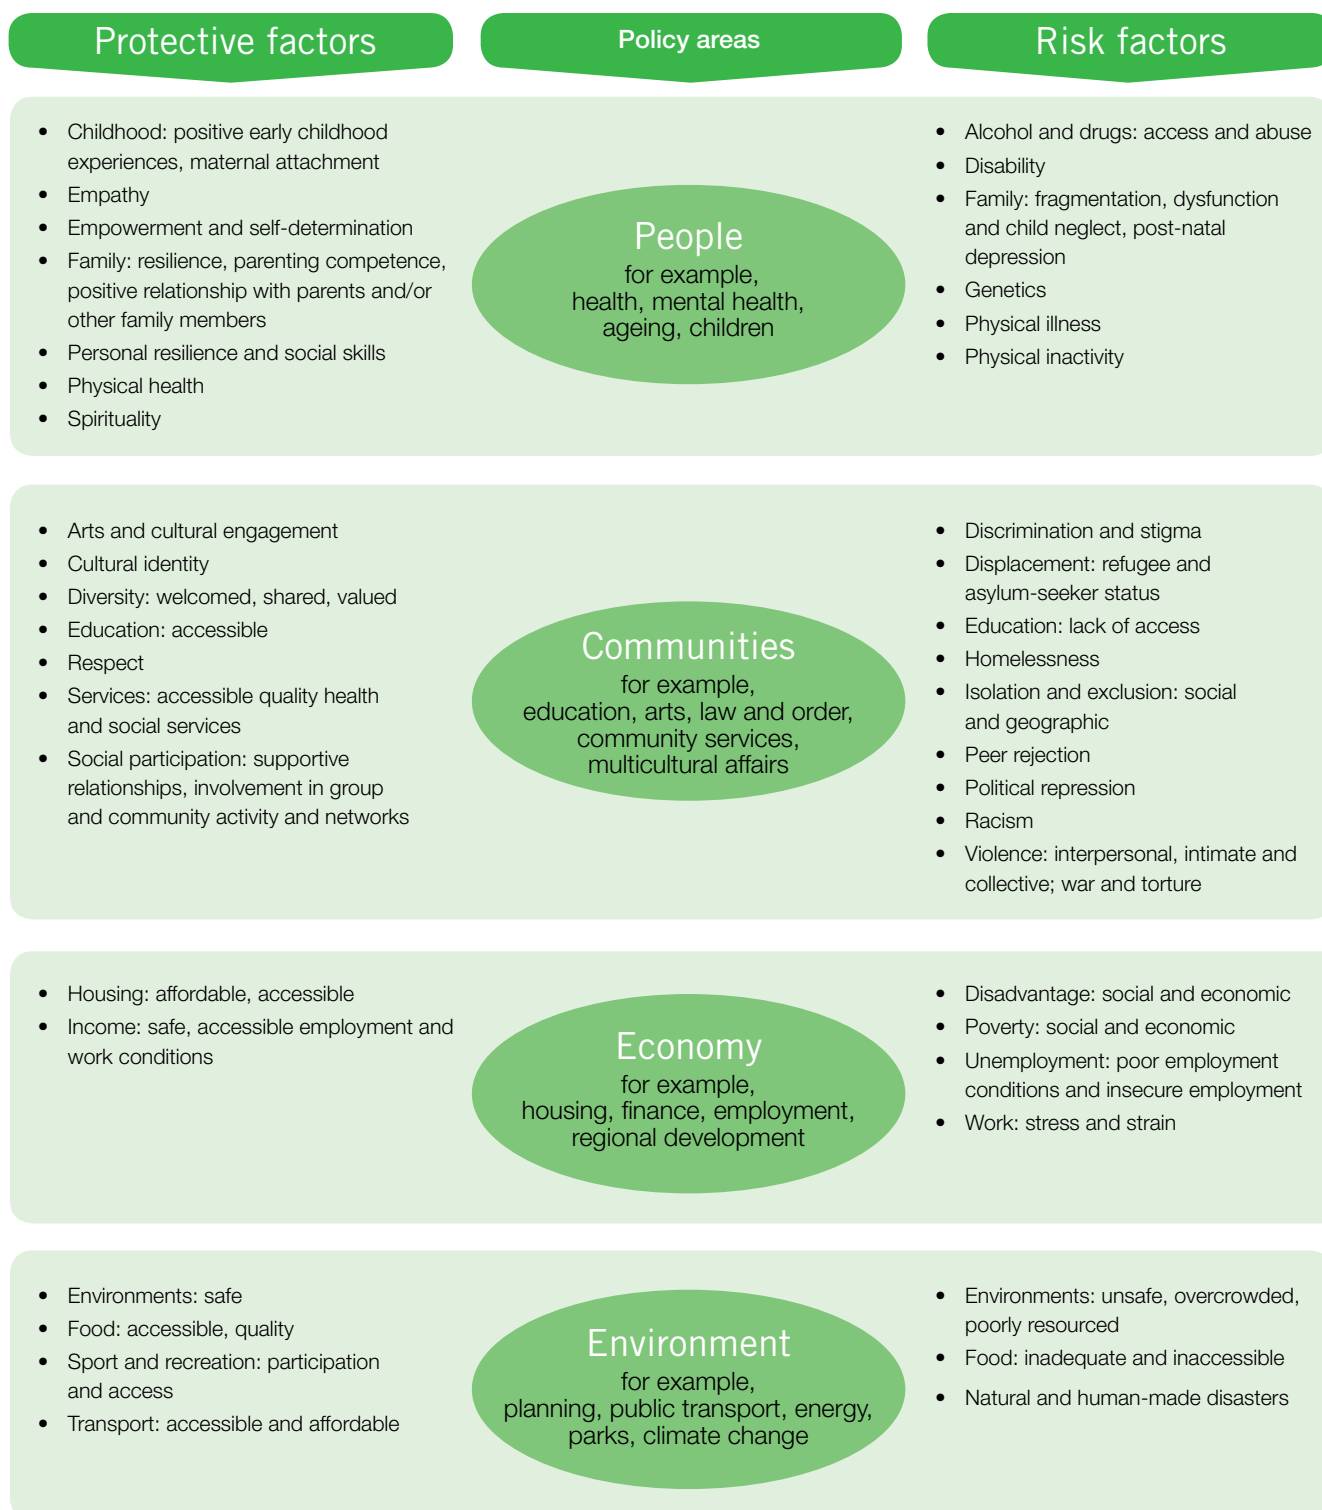 Protective factors
Policy areas
Risk factors
• Childhood: positive early childhood
experiences, maternal attachment
• Empathy
• Empowerment and self-determination
• Family: resilience, parenting competence,
positive relationship with parents and/or
other family members
• Personal resilience and social skills
• Physical health
• Spirituality
People
for example,
health, mental health,
ageing, children
• Alcohol and drugs: access and abuse
• Disability
• Family: fragmentation, dysfunction
and child neglect, post-natal
depression
• Genetics
• Physical illness
• Physical inactivity
• Arts and cultural engagement
• Cultural identity
• Diversity: welcomed, shared, valued
• Education: accessible
• Respect
• Services: accessible quality health
and social services
• Social participation: supportive
relationships, involvement in group
and community activity and networks
Communities
for example,
education, arts, law and order,
community services,
multicultural affairs
• Discrimination and stigma
• Displacement: refugee and
asylum-seeker status
• Education: lack of access
• Homelessness
• Isolation and exclusion: social
and geographic
• Peer rejection
• Political repression
• Racism
• Violence: interpersonal, intimate and
collective; war and torture
• Housing: affordable, accessible
• Income: safe, accessible employment and
work conditions
Economy
for example,
housing, finance, employment,
regional development
• Disadvantage: social and economic
• Poverty: social and economic
• Unemployment: poor employment
conditions and insecure employment
• Work: stress and strain
• Environments: safe
• Food: accessible, quality
• Sport and recreation: participation
and access
• Transport: accessible and affordable
Environment
for example,
planning, public transport, energy,
parks, climate change
• Environments: unsafe, overcrowded,
poorly resourced
• Food: inadequate and inaccessible
• Natural and human-made disasters